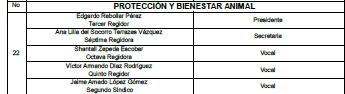 No PROTECCIÓN Y BIENESTAR ANIMAL
22
Edgardo Rebollar Pérez
Tercer Regidor
Presidente
Ana Lilia del Socorro Terrazas Vázquez
Séptima Regidora
Secretaria
Shantall Zepeda Escobar
Octava Regidora
Vocal
Víctor Armando Díaz Rodríguez
Quinto Regidor
Vocal
Jaime Amado López Gómez
Segundo Síndico
Vocal